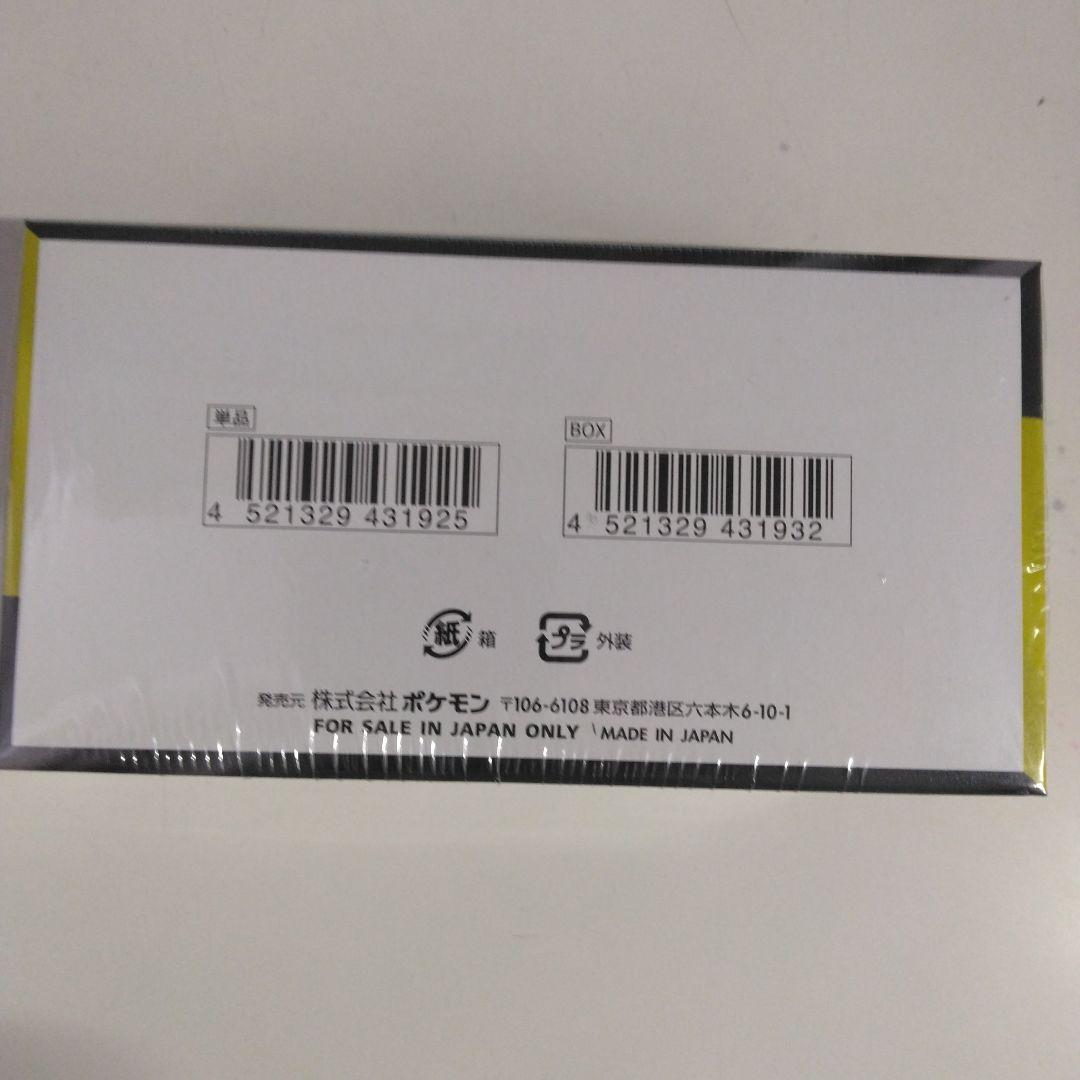 単品
4 521329 431925
BOX
4 521329 431932
紙 箱
プラ 外装
発売元 株式会社 ポケモン 〒106-6108 東京都港区六本木6-10-1
FOR SALE IN JAPAN ONLY \ MADE IN JAPAN